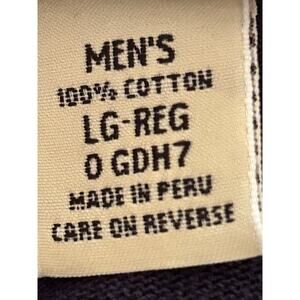 MEN'S
100% COTTON
LG-REG
0 GDH7
MADE IN PERU
CARE ON REVERSE